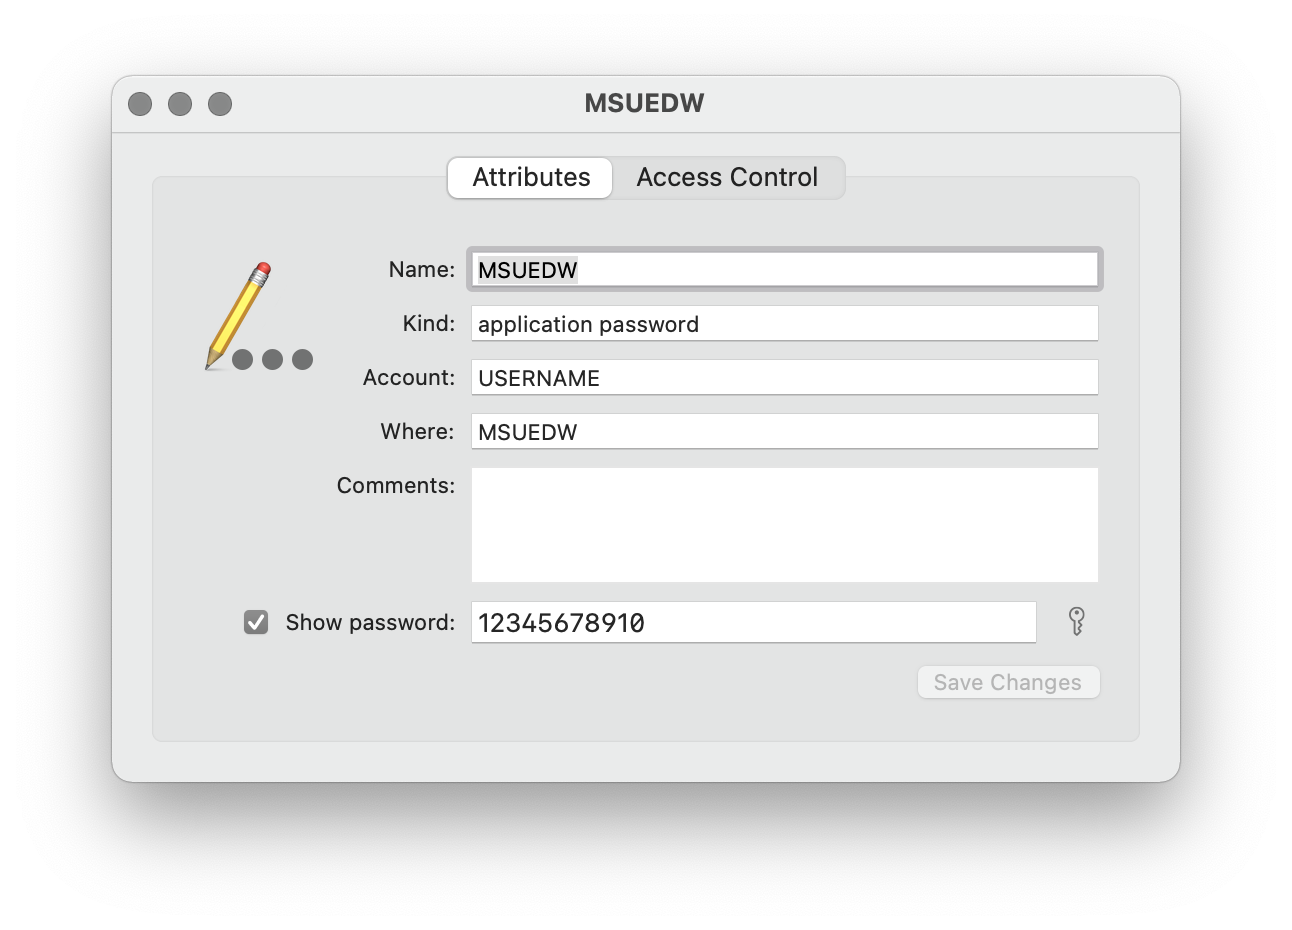 MSUEDW
Attributes Access Control
Name: MSUEDW
Kind: application password
Account: USERNAME
Where: MSUEDW
Comments:
Show password: 12345678910
Save Changes